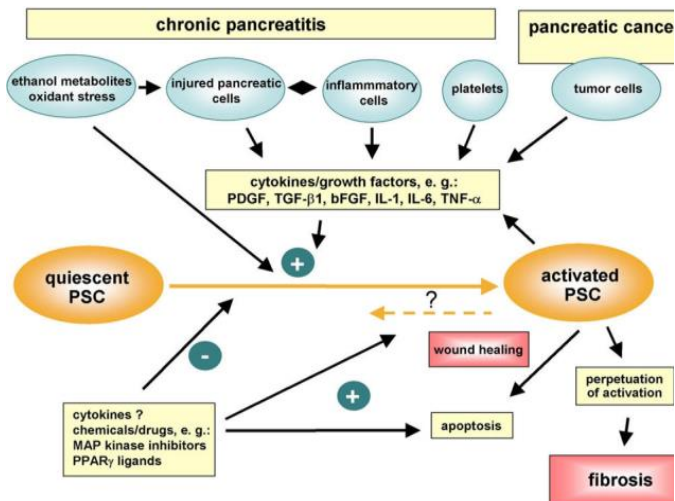 chronic pancreatitis
pancreatic cance
ethanol metabolites
oxidant stress
injured pancreatic
cells
inflammmatory
cells
platelets
tumor cells
cytokines/growth factors, e. g.:
PDGF, TGF-β1, bFGF, IL-1, IL-6, TNF-α
+
quiescent
PSC
activated
PSC
?
-
wound healing
+
perpetuation
of activation
cytokines ?
chemicals/drugs, e. g.:
MAP kinase inhibitors
PPARγ ligands
apoptosis
fibrosis